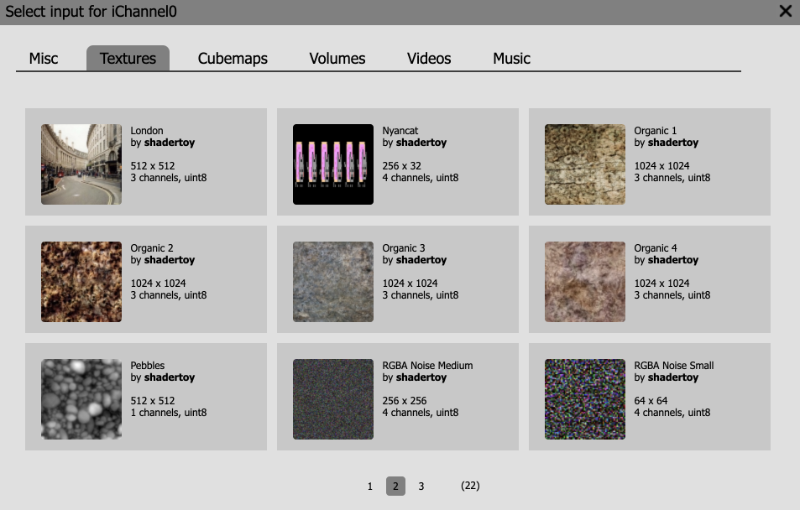 Select input for iChannel0
Misc
Textures
Cubemaps
Volumes
Videos
Music
London
by shadertoy
512 x 512
3 channels, uint8
Nyancat
by shadertoy
256 x 32
4 channels, uint8
Organic 1
by shadertoy
1024 x 1024
3 channels, uint8
Organic 2
by shadertoy
1024 x 1024
3 channels, uint8
Organic 3
by shadertoy
1024 x 1024
3 channels, uint8
Organic 4
by shadertoy
1024 x 1024
3 channels, uint8
Pebbles
by shadertoy
512 x 512
1 channels, uint8
RGBA Noise Medium
by shadertoy
256 x 256
4 channels, uint8
RGBA Noise Small
by shadertoy
64 x 64
4 channels, uint8
1 2 3 (22)